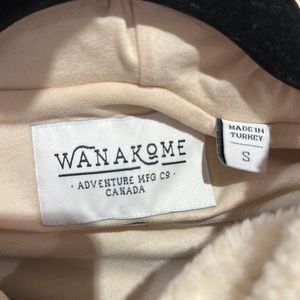 WANAKOME
· ADVENTURE MFG Cº ·
CANADA
MADE IN
TURKEY
S